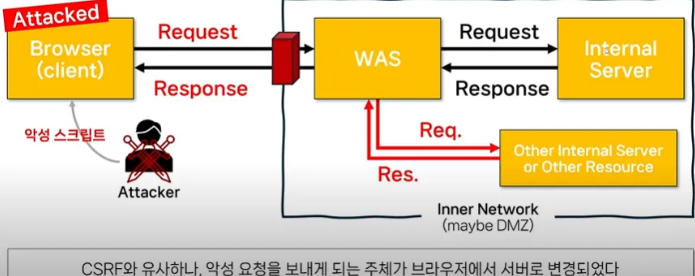 Attacked
Browser
(client)
Request
Response
WAS
Request
Response
Internal
Server
악성 스크립트
Attacker
Req.
Res.
Other Internal Server
or Other Resource
Inner Network
(maybe DMZ)
CSRF와 유사하나, 악성 요청을 보내게 되는 주체가 브라우저에서 서버로 변경되었다